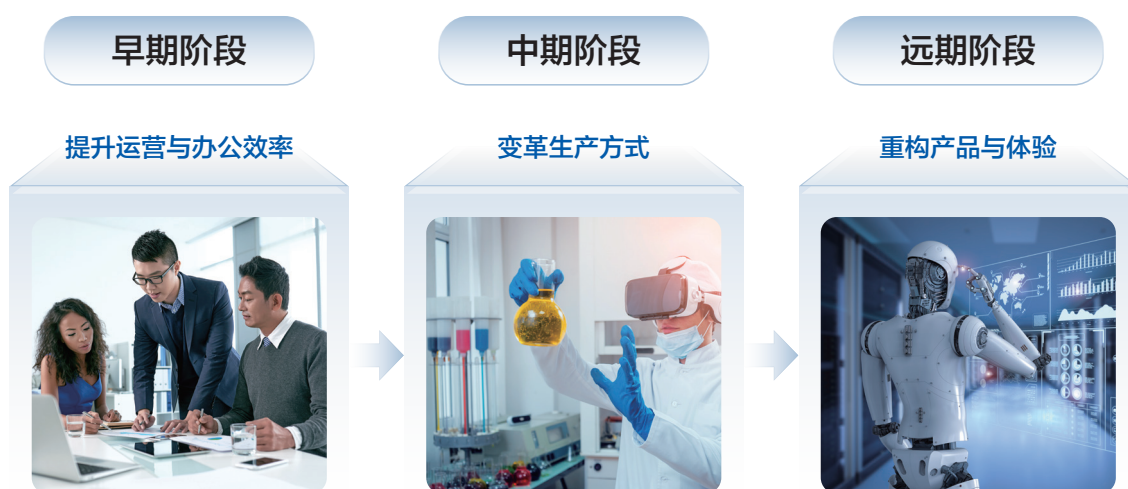 早期阶段
中期阶段
远期阶段
提升运营与办公效率
变革生产方式
重构产品与体验